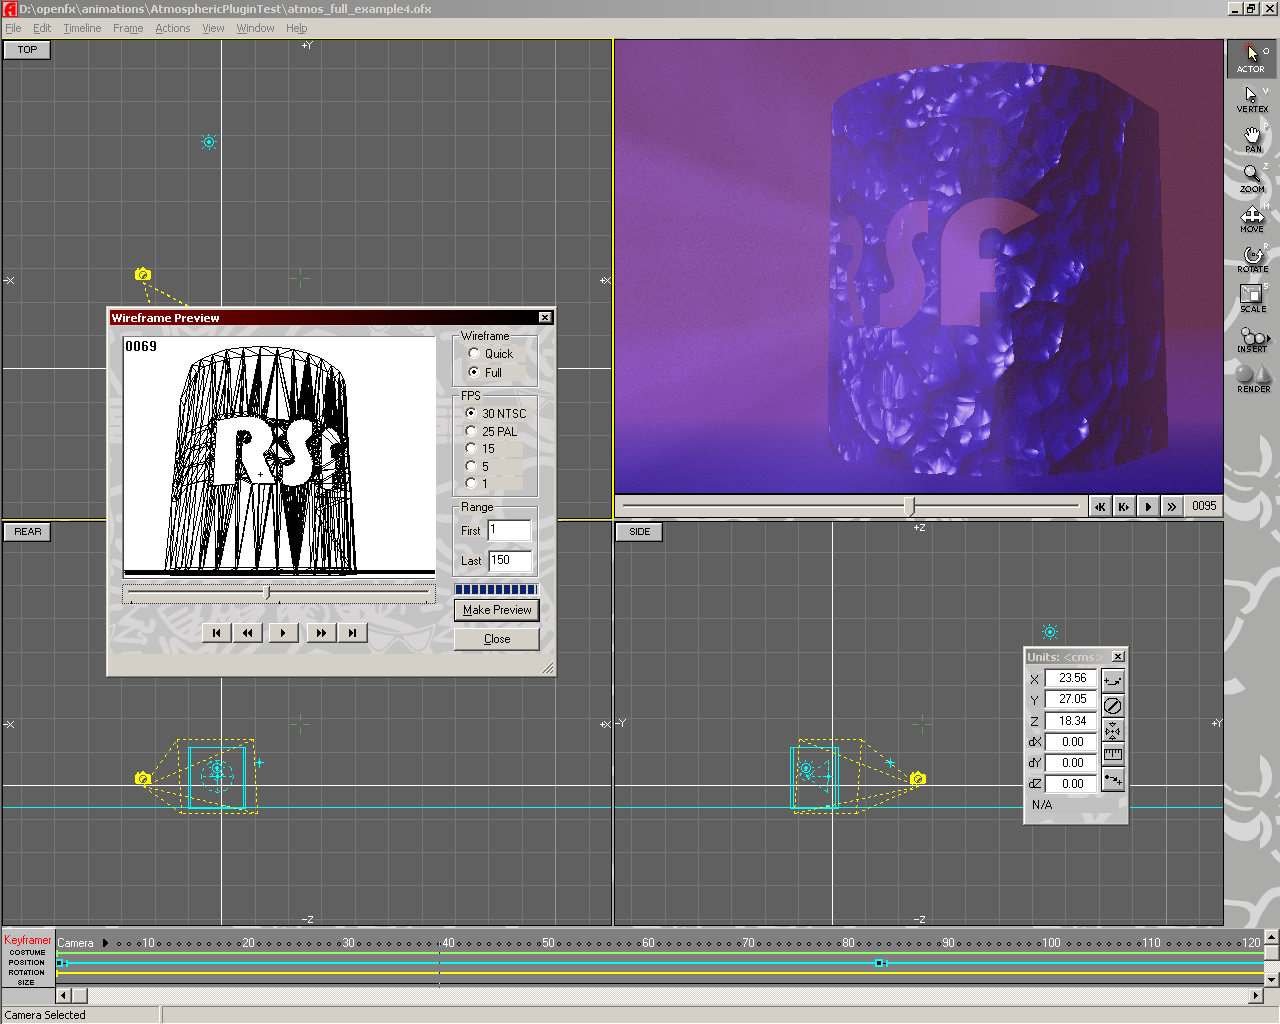 D:\openfx\animations\AtmosphericPluginTest\atmos_full_example4.ofx
File Edit Timeline Frame Actions View Window Help
TOP
+Y
-X
+X
Wireframe Preview
0069
RSF
Wireframe
Quick
Full
FPS
30 NTSC
25 PAL
15
5
1
Range
First 1
Last 150
Make Preview
Close
RSF
0095
O
ACTOR
V
VERTEX
P
PAN
Z
ZOOM
M
MOVE
R
ROTATE
S
SCALE
INSERT
RENDER
REAR
-X
+X
-Z
SIDE
+Z
-Y
+Y
-Z
Units: <cms>
X 23.56
Y 27.05
Z 18.34
dX 0.00
dY 0.00
dZ 0.00
N/A
Keyframer
Camera 10 20 30 40 50 60 70 80 90 100 110 120
COSTUME
POSITION
ROTATION
SIZE
Camera Selected